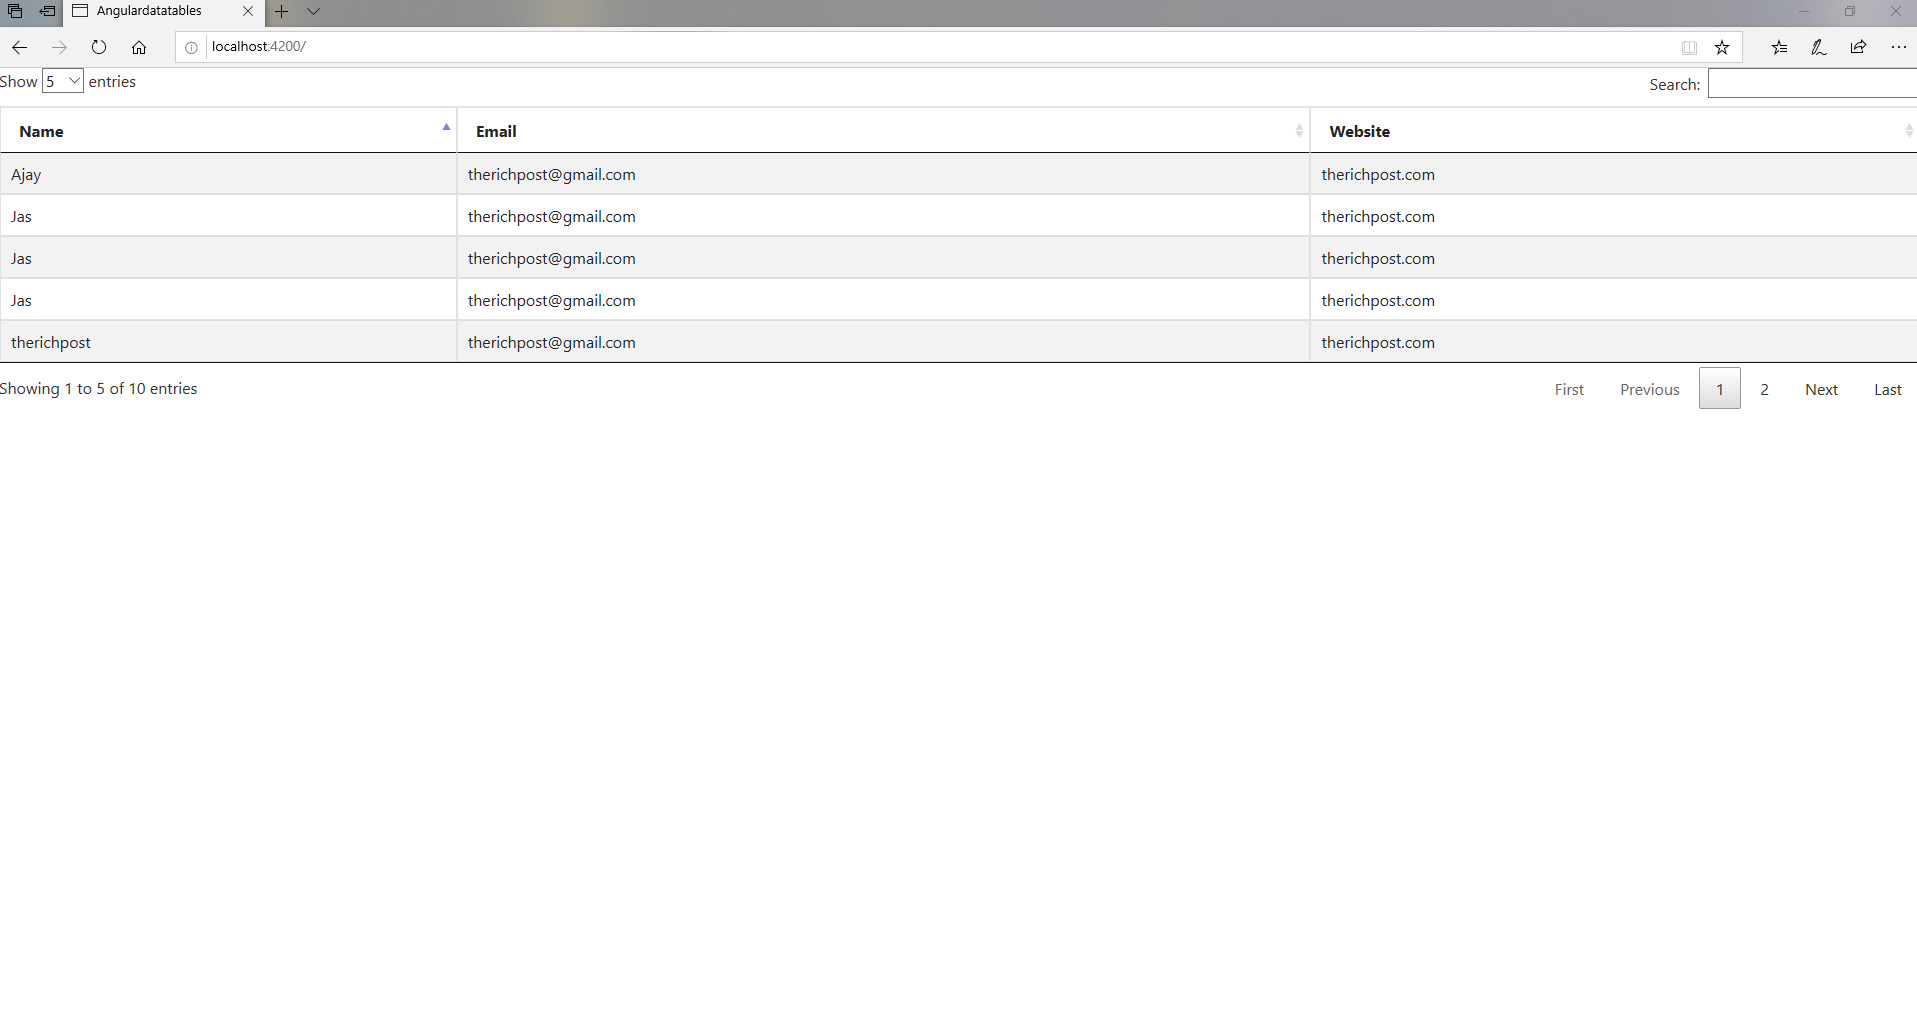 Angulardatatables
localhost:4200/
Show 5 entries
Search:
Name Email Website
Ajay therichpost@gmail.com therichpost.com
Jas therichpost@gmail.com therichpost.com
Jas therichpost@gmail.com therichpost.com
Jas therichpost@gmail.com therichpost.com
therichpost therichpost@gmail.com therichpost.com
Showing 1 to 5 of 10 entries
First Previous 1 2 Next Last